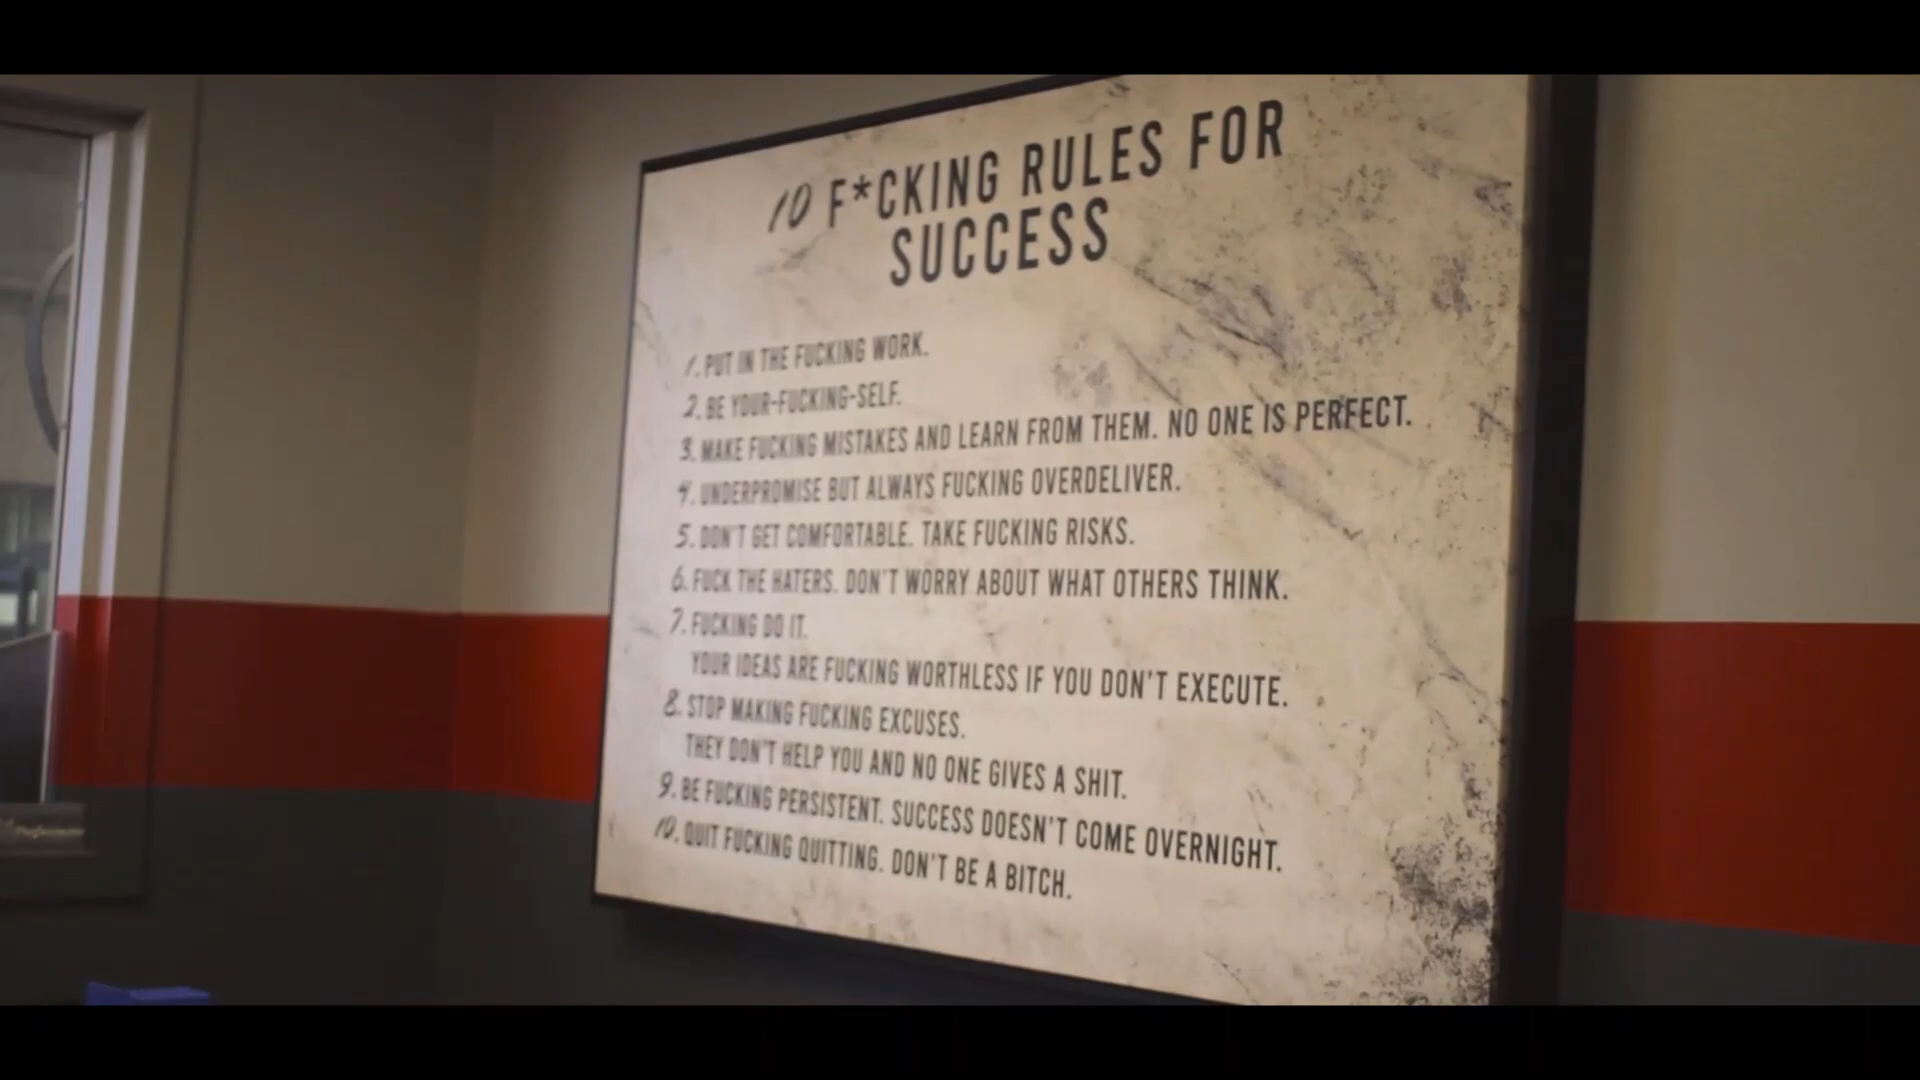 10 F*CKING RULES FOR
SUCCESS
1. PUT IN THE FUCKING WORK.
2. BE YOUR-FUCKING-SELF.
3. MAKE FUCKING MISTAKES AND LEARN FROM THEM. NO ONE IS PERFECT.
4. UNDERPROMISE BUT ALWAYS FUCKING OVERDELIVER.
5. DON'T GET COMFORTABLE. TAKE FUCKING RISKS.
6. FUCK THE HATERS. DON'T WORRY ABOUT WHAT OTHERS THINK.
7. FUCKING DO IT.
YOUR IDEAS ARE FUCKING WORTHLESS IF YOU DON'T EXECUTE.
8. STOP MAKING FUCKING EXCUSES.
THEY DON'T HELP YOU AND NO ONE GIVES A SHIT.
9. BE FUCKING PERSISTENT. SUCCESS DOESN'T COME OVERNIGHT.
10. QUIT FUCKING QUITTING. DON'T BE A BITCH.